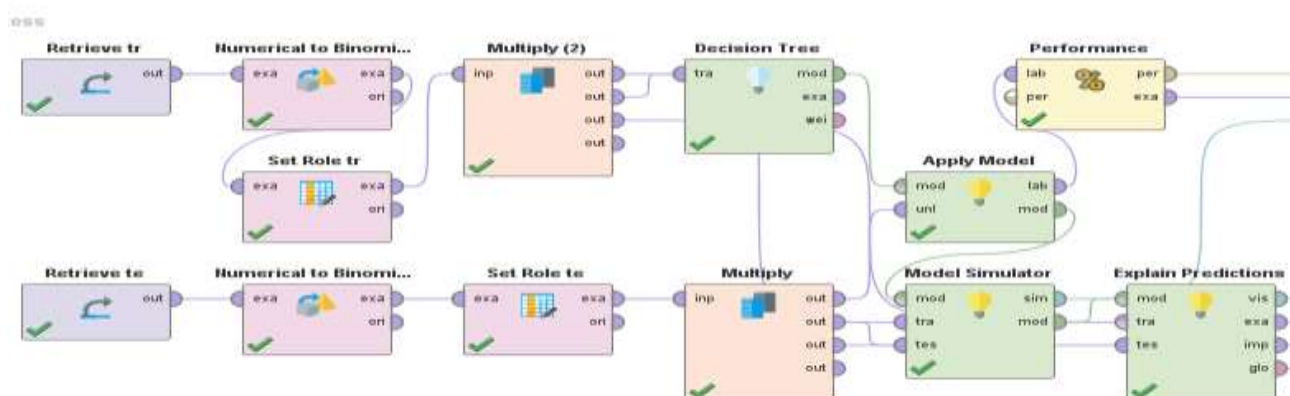 ess
Retrieve tr
out
Numerical to Binomi...
exa exa
ori
Multiply (2)
inp out
out
out
out
Decision Tree
tra mod
exa
wei
Performance
% 
lab per
per exa
Set Role tr
exa exa
ori
Apply Model
mod lab
unl mod
Retrieve te
out
Numerical to Binomi...
exa exa
ori
Set Role te
exa exa
ori
Multiply
inp out
out
out
out
Model Simulator
mod sim
tra mod
tes
Explain Predictions
mod vis
tra exa
tes imp
glo